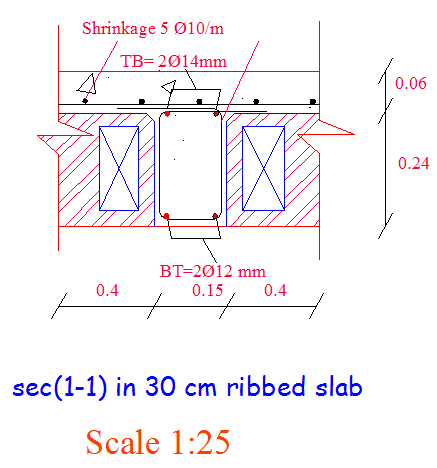 Shrinkage 5 Ø10/m
TB= 2Ø14mm
0.06
0.24
BT=2Ø12 mm
0.4 0.15 0.4
sec(1-1) in 30 cm ribbed slab
Scale 1:25